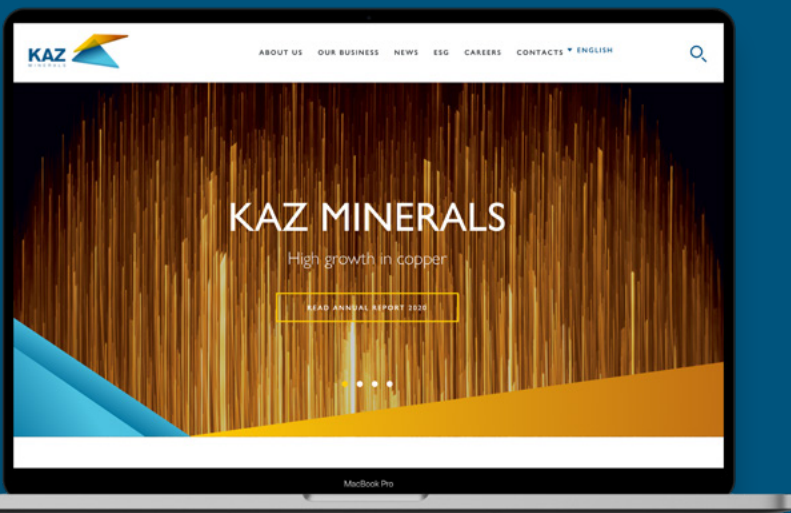 KAZ
MINERALS
ABOUT US OUR BUSINESS NEWS ESG CAREERS CONTACTS ENGLISH
KAZ MINERALS
High growth in copper
READ ANNUAL REPORT 2020
MacBook Pro